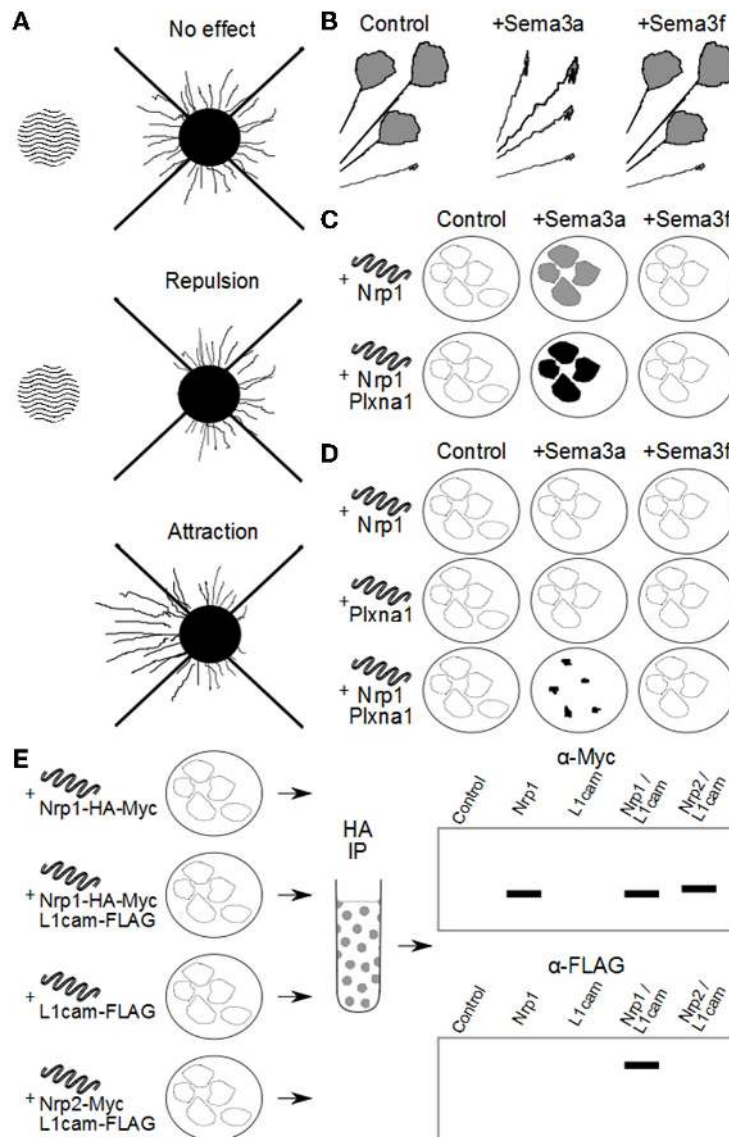 A
No effect
Repulsion
Attraction
B
Control +Sema3a +Sema3f
C
Control +Sema3a +Sema3f
+ Nrp1
+ Nrp1
Plxna1
D
Control +Sema3a +Sema3f
+ Nrp1
+ Plxna1
+ Nrp1
Plxna1
E
+ Nrp1-HA-Myc
+ Nrp1-HA-Myc
L1cam-FLAG
+ L1cam-FLAG
+ Nrp2-Myc
L1cam-FLAG
HA
IP
α-Myc
Control
Nrp1
L1cam
Nrp1 /
L1cam
Nrp2 /
L1cam
α-FLAG
Control
Nrp1
L1cam
Nrp1 /
L1cam
Nrp2 /
L1cam